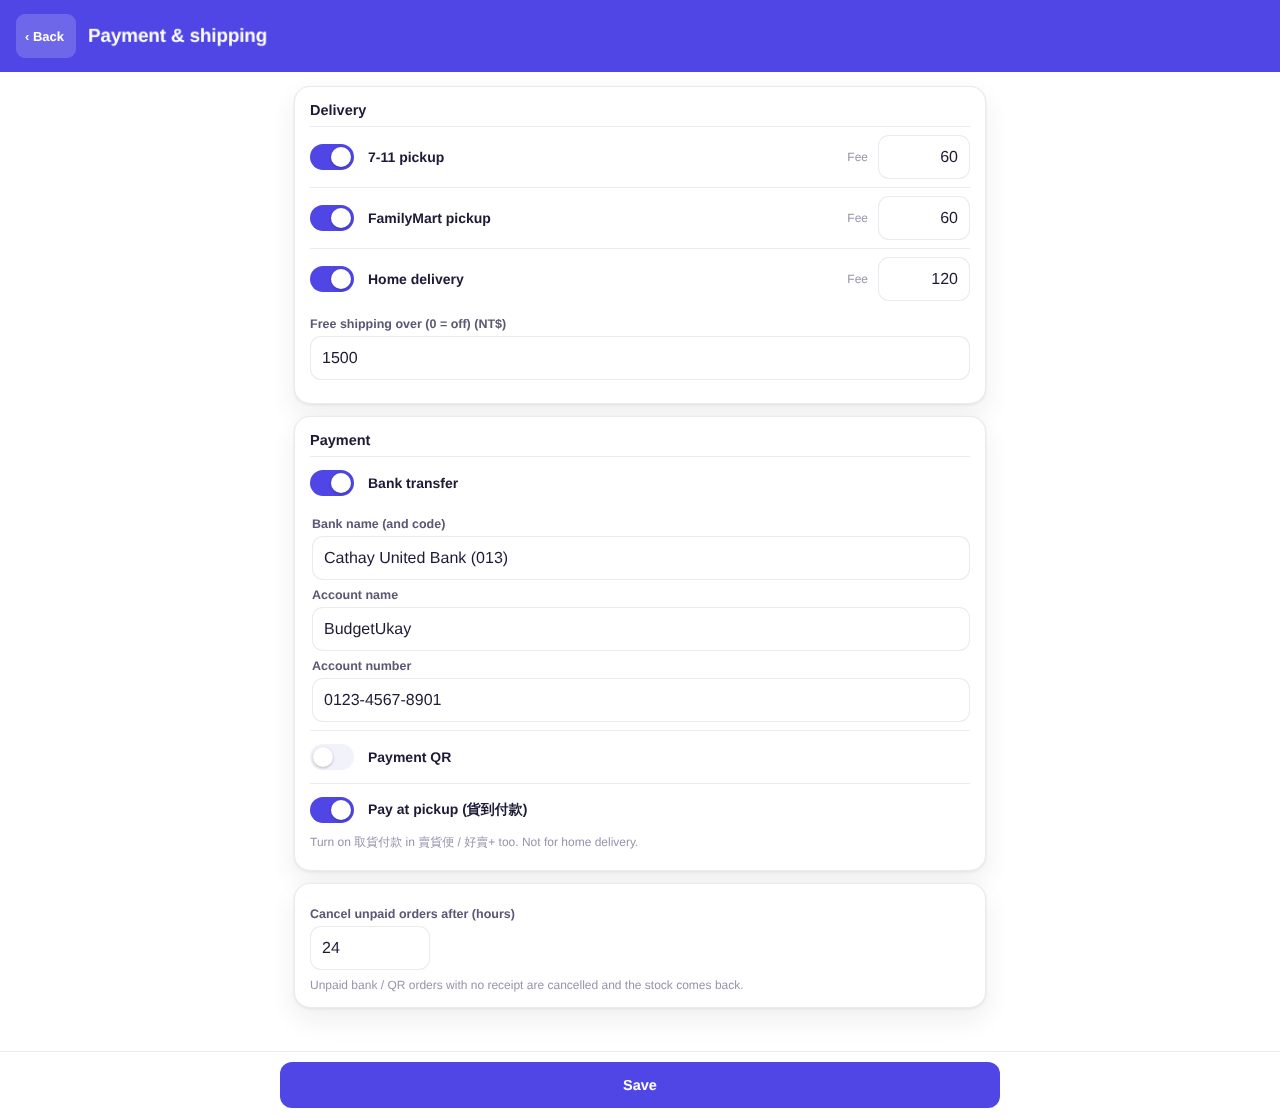 ‹ Back
Payment & shipping
Delivery
7-11 pickup
Fee
60
FamilyMart pickup
Fee
60
Home delivery
Fee
120
Free shipping over (0 = off) (NT$)
1500
Payment
Bank transfer
Bank name (and code)
Cathay United Bank (013)
Account name
BudgetUkay
Account number
0123-4567-8901
Payment QR
Pay at pickup (貨到付款)
Turn on 取貨付款 in 賣貨便 / 好賣+ too. Not for home delivery.
Cancel unpaid orders after (hours)
24
Unpaid bank / QR orders with no receipt are cancelled and the stock comes back.
Save